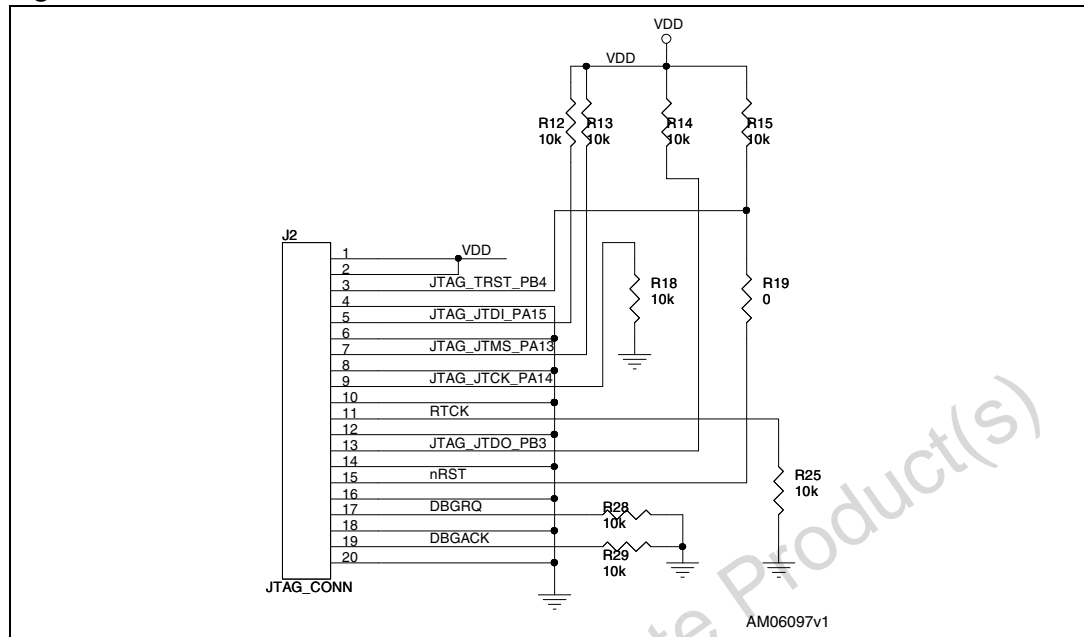 VDD
VDD
R12
10k
R13
10k
R14
10k
R15
10k
J2
1
VDD
2
3
JTAG_TRST_PB4
4
5
JTAG_JTDI_PA15
6
7
JTAG_JTMS_PA13
8
9
JTAG_JTCK_PA14
10
11
RTCK
12
13
JTAG_JTDO_PB3
14
15
nRST
16
17
DBGRQ
18
19
DBGACK
20
JTAG_CONN
R18
10k
R19
0
R25
10k
R28
10k
R29
10k
AM06097v1
Product(s)